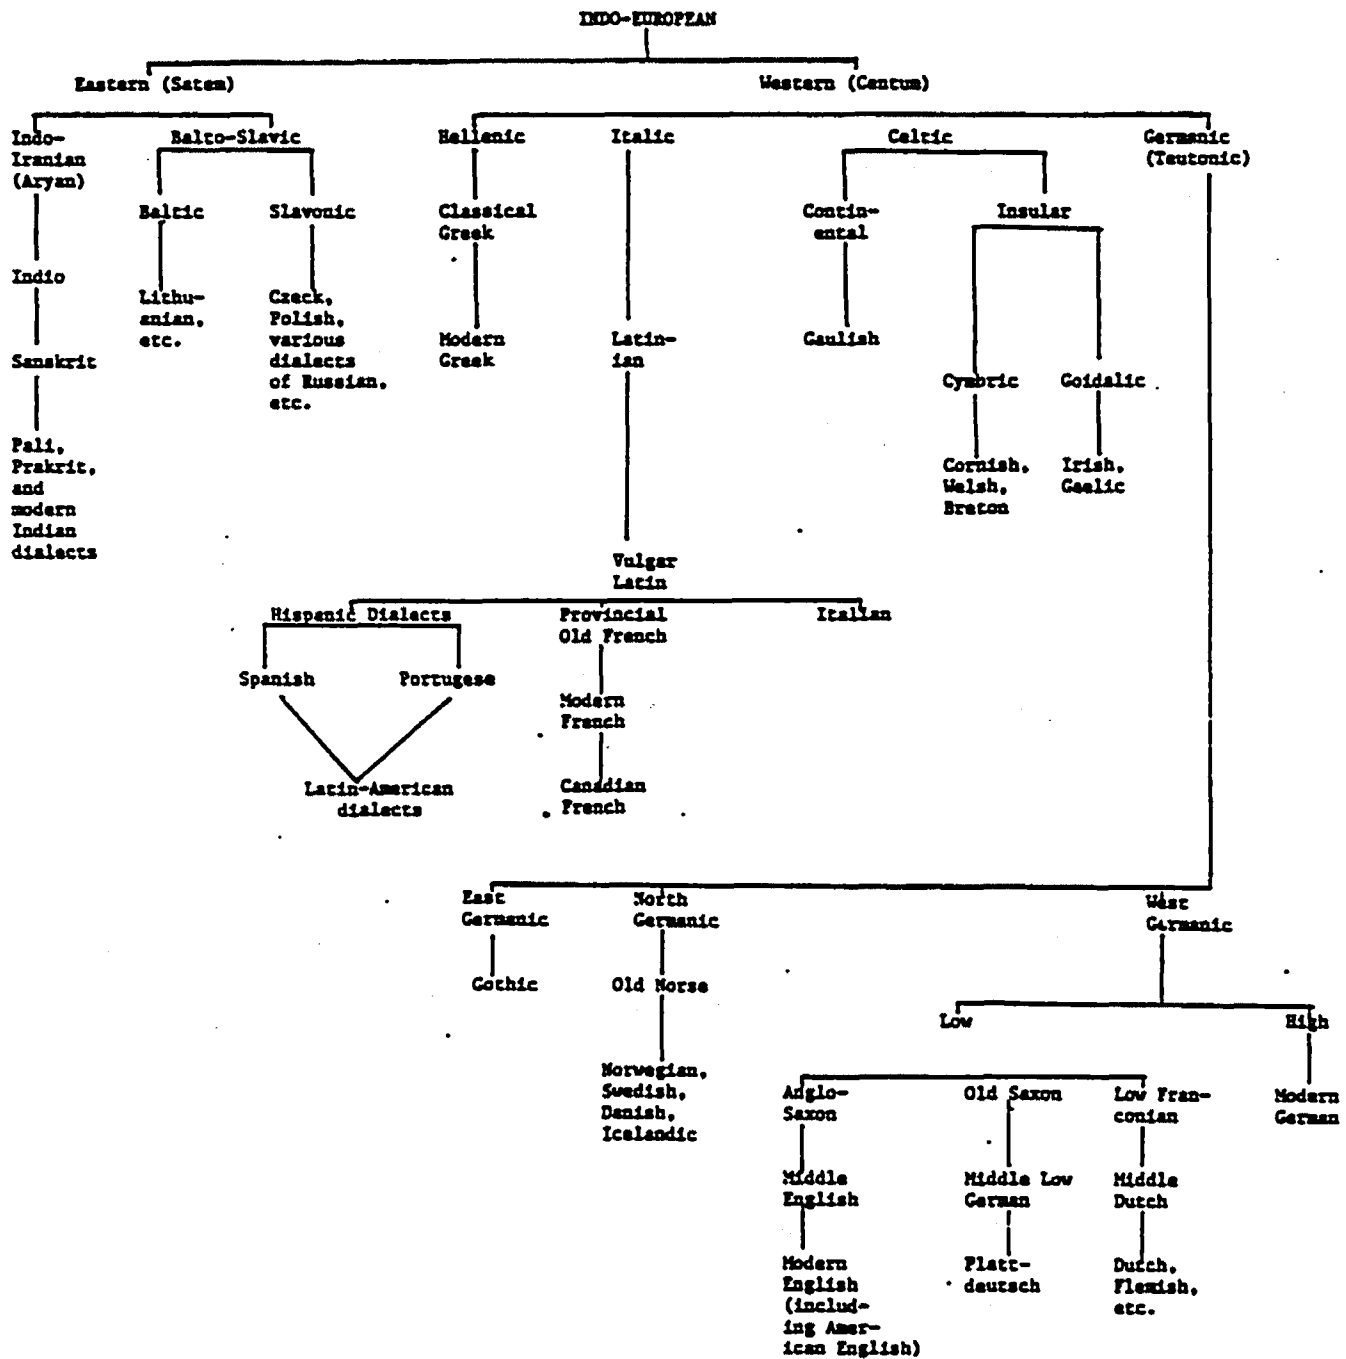 INDO-EUROPEAN
Eastern (Satem)
Western (Centum)
Indo-
Iranian
(Aryan)
Balto-Slavic
Hellenic
Italic
Celtic
Germanic
(Teutonic)
Baltic
Slavonic
Classical
Greek
Contin-
ental
Insular
Indio
Lithu-
anian,
etc.
Czeck,
Polish,
various
dialects
of Russian,
etc.
Modern
Greek
Latin-
ian
Gaulish
Sanskrit
Cymbric
Goidalic
Pali,
Prakrit,
and
modern
Indian
dialects
Cornish,
Welsh,
Breton
Irish,
Gaelic
Vulgar
Latin
Hispanic Dialects
Provincial
Old French
Italian
Spanish
Portugese
Modern
French
Latin-American
dialects
Canadian
French
East
Germanic
North
Germanic
West
Germanic
Gothic
Old Norse
Low
High
Norwegian,
Swedish,
Danish,
Icelandic
Anglo-
Saxon
Old Saxon
Low Fran-
conian
Modern
German
Middle
English
Middle Low
German
Middle
Dutch
Modern
English
(includ-
ing Amer-
ican English)
Platt-
deutsch
Dutch,
Flemish,
etc.